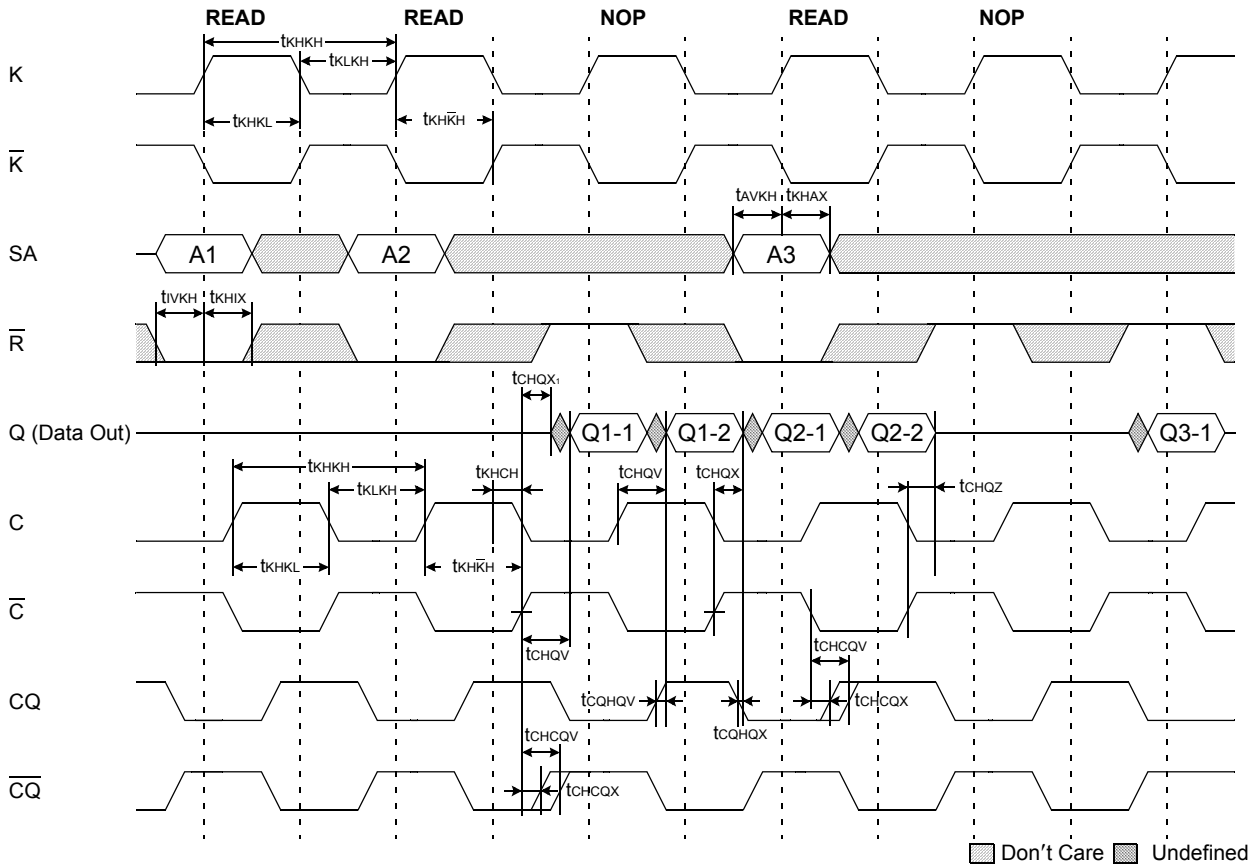 READ READ NOP READ NOP
tKHKH
tKLKH
K
tKHKL tKHK̅H
K̅
tAVKH tKHAX
SA A1 A2 A3
tIVKH tKHIX
R̅
tCHQX1
Q (Data Out) Q1-1 Q1-2 Q2-1 Q2-2 Q3-1
tKHKH tKHCH tCHQV tCHQX
tKLKH tCHQZ
C
tKHKL tKHK̅H
C̅
tCHQV tCHCQV
CQ tCQHQV tCHCQX
tCHCQV tCQHQX
C̅Q̅ tCHCQX
Don't Care Undefined